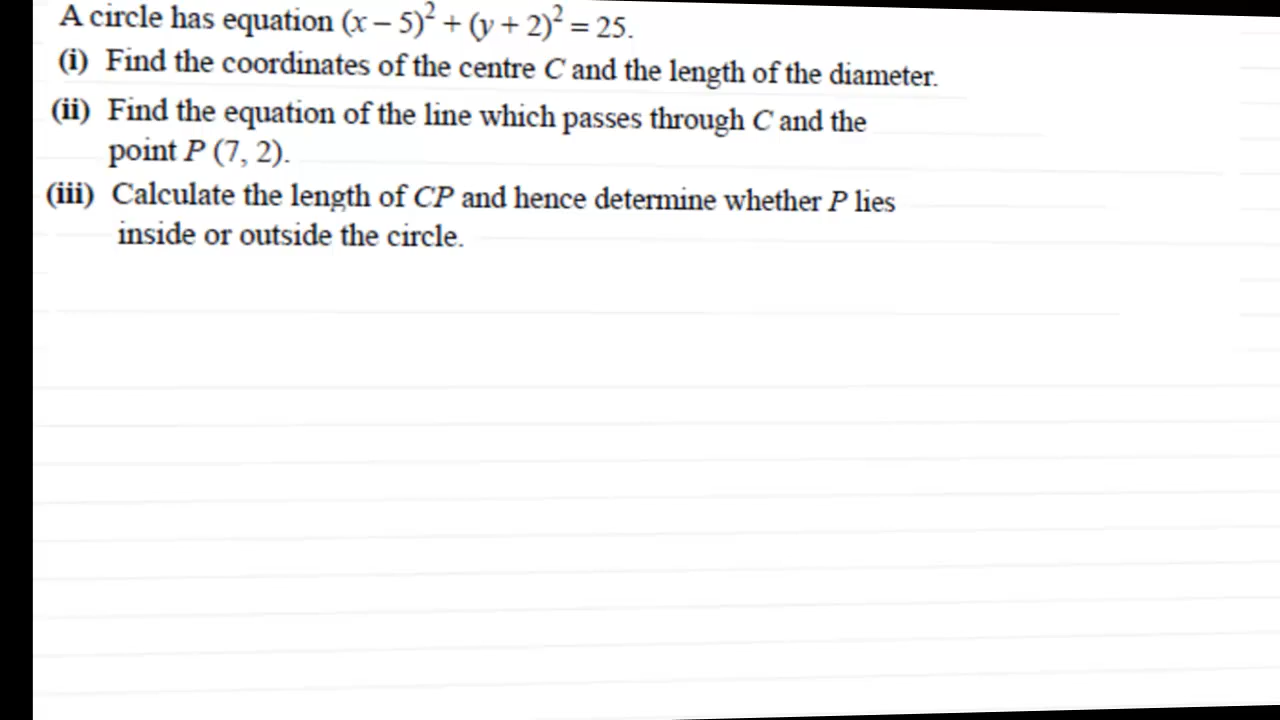 A circle has equation (x – 5)² + (y + 2)² = 25.
(i) Find the coordinates of the centre C and the length of the diameter.
(ii) Find the equation of the line which passes through C and the
point P (7, 2).
(iii) Calculate the length of CP and hence determine whether P lies
inside or outside the circle.